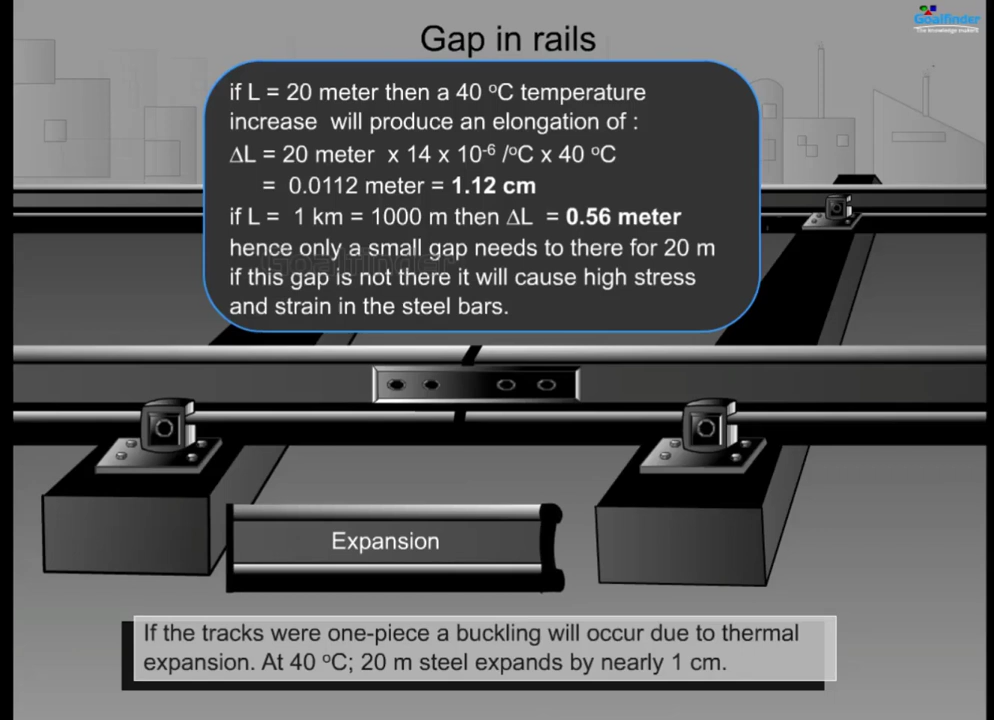 Goalfinder
The knowledge makers
Gap in rails
if L = 20 meter then a 40 °C temperature
increase will produce an elongation of :
ΔL = 20 meter x 14 x 10⁻⁶ /°C x 40 °C
= 0.0112 meter = 1.12 cm
if L = 1 km = 1000 m then ΔL = 0.56 meter
hence only a small gap needs to there for 20 m
if this gap is not there it will cause high stress
and strain in the steel bars.
Goalfinder
Expansion
If the tracks were one-piece a buckling will occur due to thermal
expansion. At 40 °C; 20 m steel expands by nearly 1 cm.